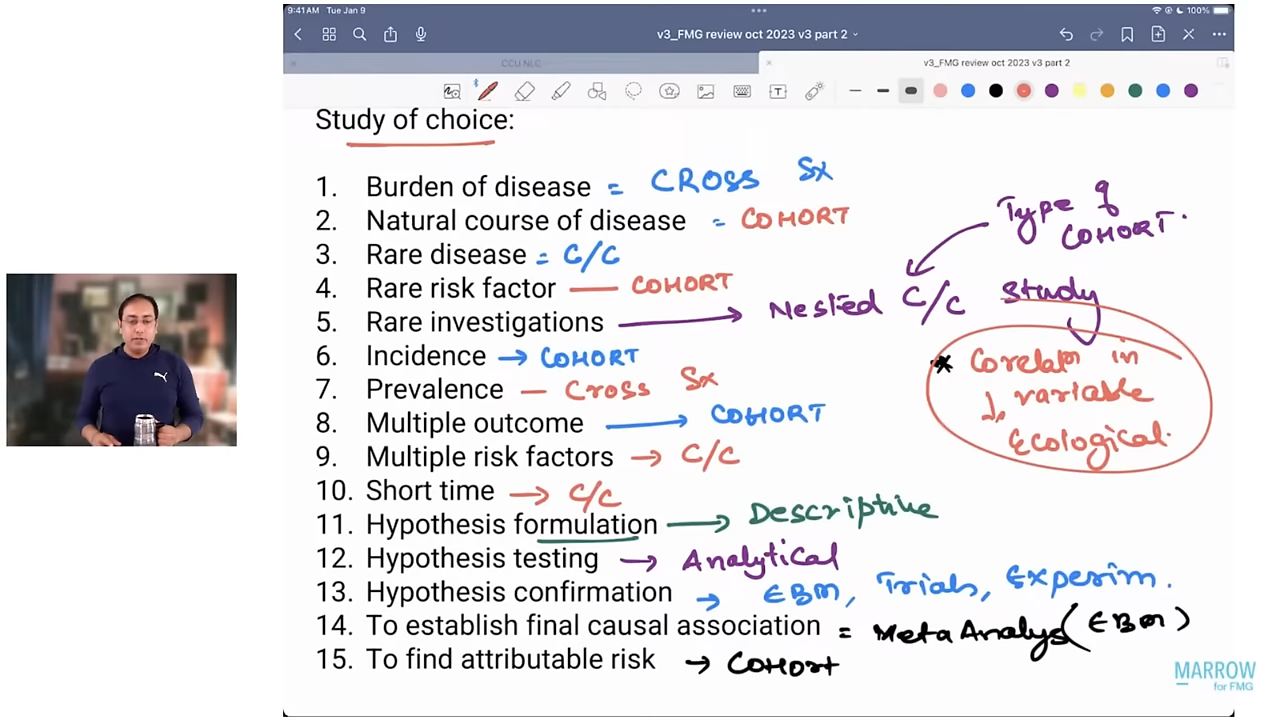 9:41 AM Tue Jan 9
100%
v3_FMG review oct 2023 v3 part 2
CCU NLC
v3_FMG review oct 2023 v3 part 2
T
Study of choice:
1. Burden of disease = CROSS Sx
2. Natural course of disease = COHORT
3. Rare disease = C/C
4. Rare risk factor — COHORT
5. Rare investigations → Nested C/C study
Type of
COHORT.
6. Incidence → COHORT
7. Prevalence — Cross Sx
8. Multiple outcome → COHORT
9. Multiple risk factors → C/C
10. Short time → C/C
11. Hypothesis formulation → Descriptive
12. Hypothesis testing → Analytical
13. Hypothesis confirmation → EBM, Trials, Experim.
14. To establish final causal association = Meta Analys (EBM)
15. To find attributable risk → COHORT
* in
variable
Ecological.
MARROW
for FMG